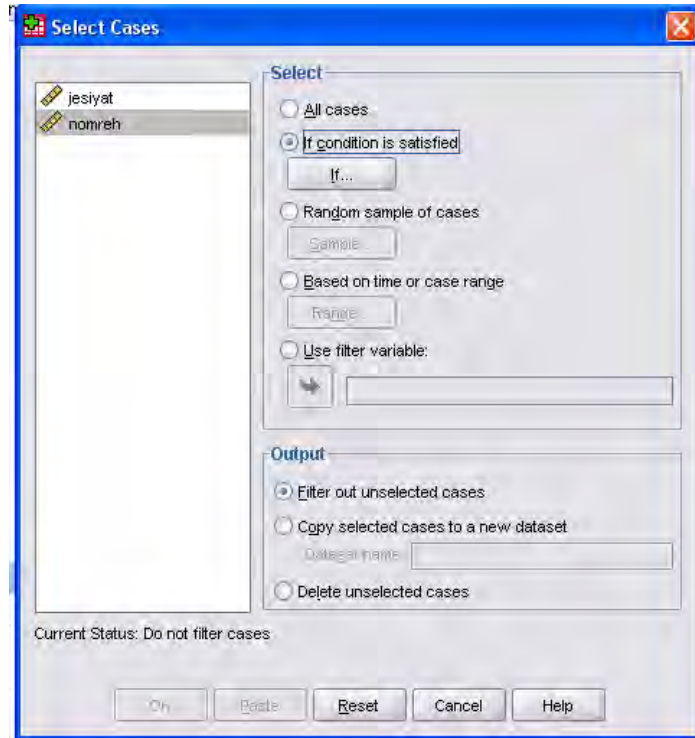 Select Cases
jesiyat
nomreh
Select
All cases
If condition is satisfied
If...
Random sample of cases
Sample...
Based on time or case range
Range...
Use filter variable:
Output
Filter out unselected cases
Copy selected cases to a new dataset
Dataset name:
Delete unselected cases
Current Status: Do not filter cases
Paste
Reset
Cancel
Help